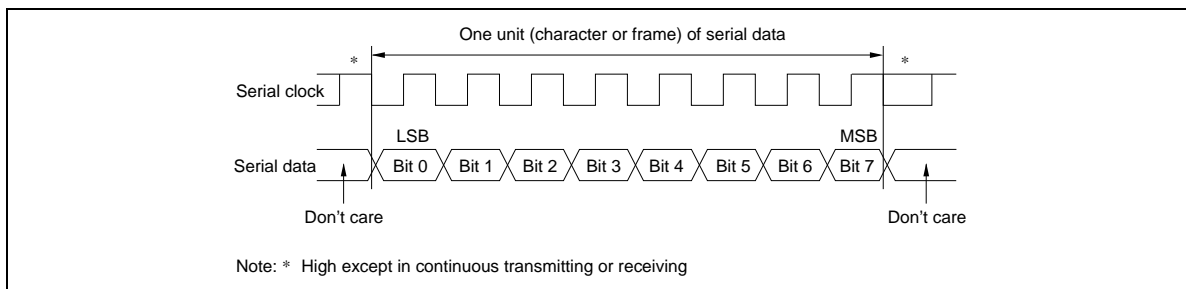 One unit (character or frame) of serial data
* *
Serial clock
LSB MSB
Serial data Bit 0 Bit 1 Bit 2 Bit 3 Bit 4 Bit 5 Bit 6 Bit 7
Don't care Don't care
Note: * High except in continuous transmitting or receiving